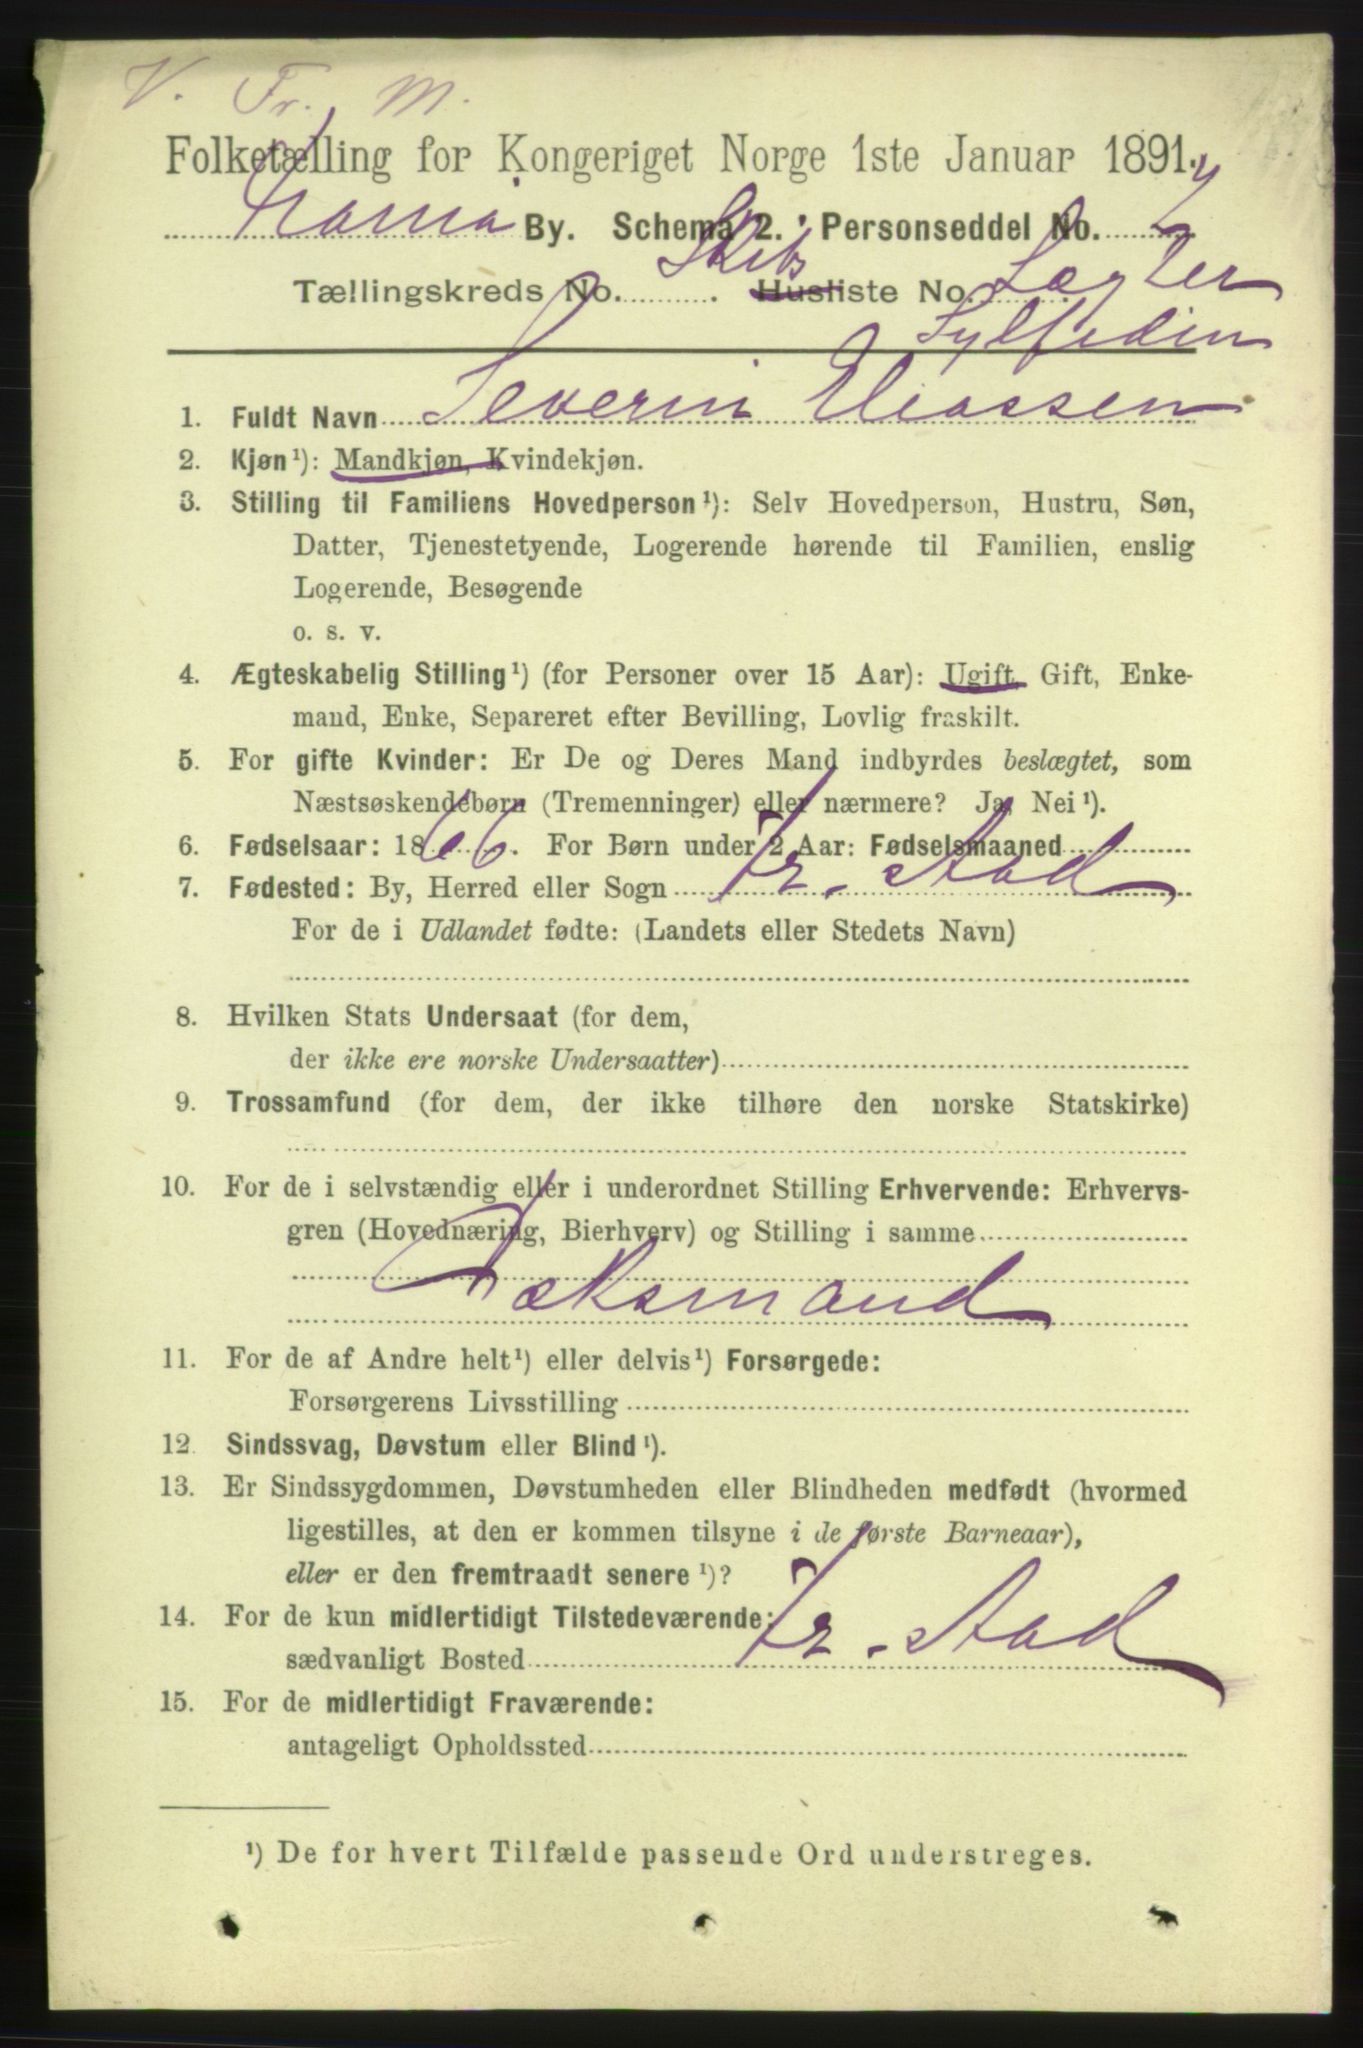 V. Fr. M.
Folketælling for Kongeriget Norge 1ste Januar 1891.
By. Schema 2. Personseddel No. 2
Tællingskreds No. . Skibsliste No. Lægter
Sylfeden
1. Fuldt Navn Severin Eliassen
2. Kjøn¹): Mandkjøn, Kvindekjøn.
3. Stilling til Familiens Hovedperson¹): Selv Hovedperson, Hustru, Søn,
Datter, Tjenestetyende, Logerende hørende til Familien, enslig
Logerende, Besøgende
o. s. v.
4. Ægteskabelig Stilling¹) (for Personer over 15 Aar): Ugift, Gift, Enke-
mand, Enke, Separeret efter Bevilling, Lovlig fraskilt.
5. For gifte Kvinder: Er De og Deres Mand indbyrdes beslægtet, som
Næstsøskendebørn (Tremenninger) eller nærmere? Ja, Nei¹).
6. Fødselsaar: 1866. For Børn under 2 Aar: Fødselsmaaned
7. Fødested: By, Herred eller Sogn Fr.stad
For de i Udlandet fødte: (Landets eller Stedets Navn)
8. Hvilken Stats Undersaat (for dem,
der ikke ere norske Undersaatter)
9. Trossamfund (for dem, der ikke tilhøre den norske Statskirke)
10. For de i selvstændig eller i underordnet Stilling Erhvervende: Erhvervs-
gren (Hovednæring, Bierhverv) og Stilling i samme
Dæksmand
11. For de af Andre helt¹) eller delvis¹) Forsørgede:
Forsørgerens Livsstilling
12. Sindssvag, Døvstum eller Blind¹).
13. Er Sindssygdommen, Døvstumheden eller Blindheden medfødt (hvormed
ligestilles, at den er kommen tilsyne i de første Barneaar),
eller er den fremtraadt senere¹)?
14. For de kun midlertidigt Tilstedeværende:
sædvanligt Bosted Fr.stad
15. For de midlertidigt Fraværende:
antageligt Opholdssted
¹) De for hvert Tilfælde passende Ord understreges.